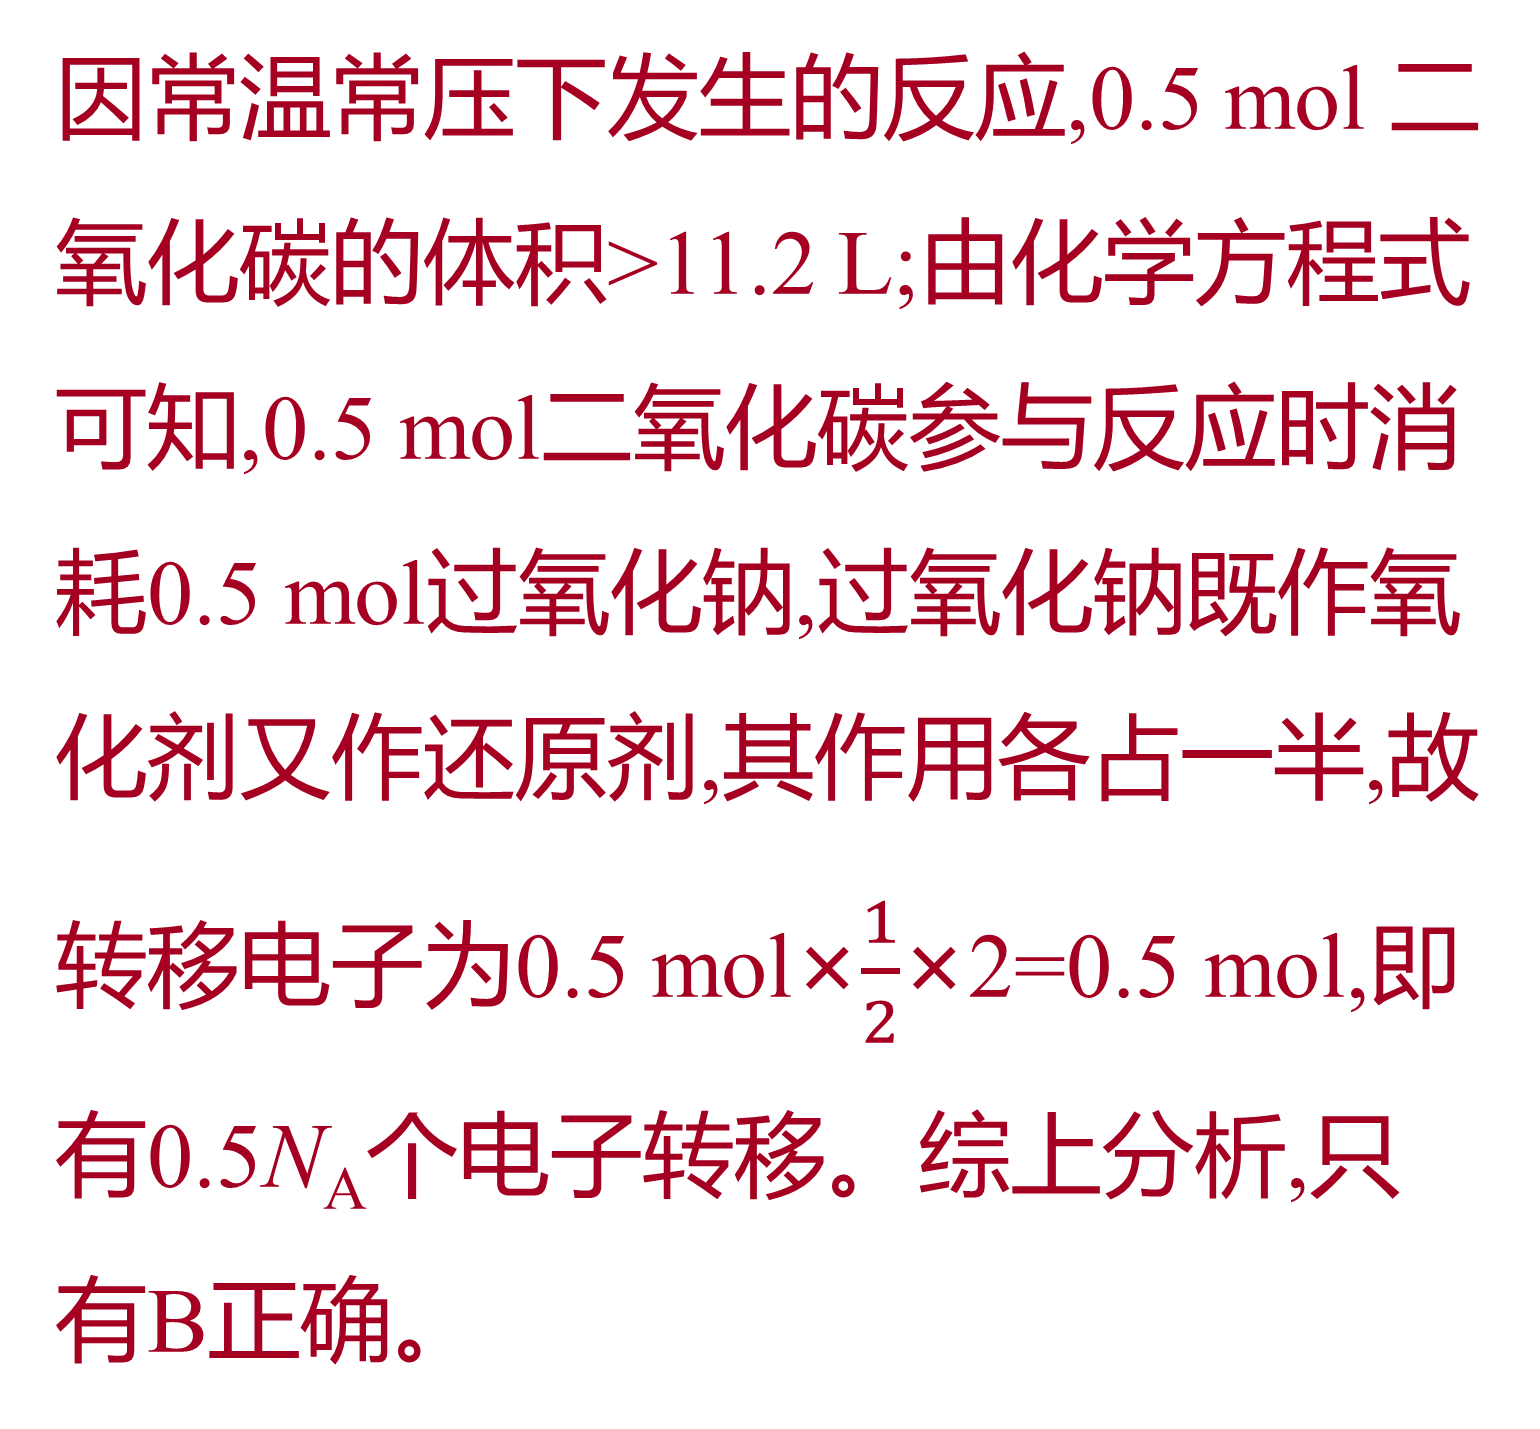 因常温常压下发生的反应,0.5 mol 二
氧化碳的体积>11.2 L;由化学方程式
可知,0.5 mol二氧化碳参与反应时消
耗0.5 mol过氧化钠,过氧化钠既作氧
化剂又作还原剂,其作用各占一半,故
转移电子为0.5 mol×1/2×2=0.5 mol,即
有0.5N_A个电子转移。综上分析,只
有B正确。